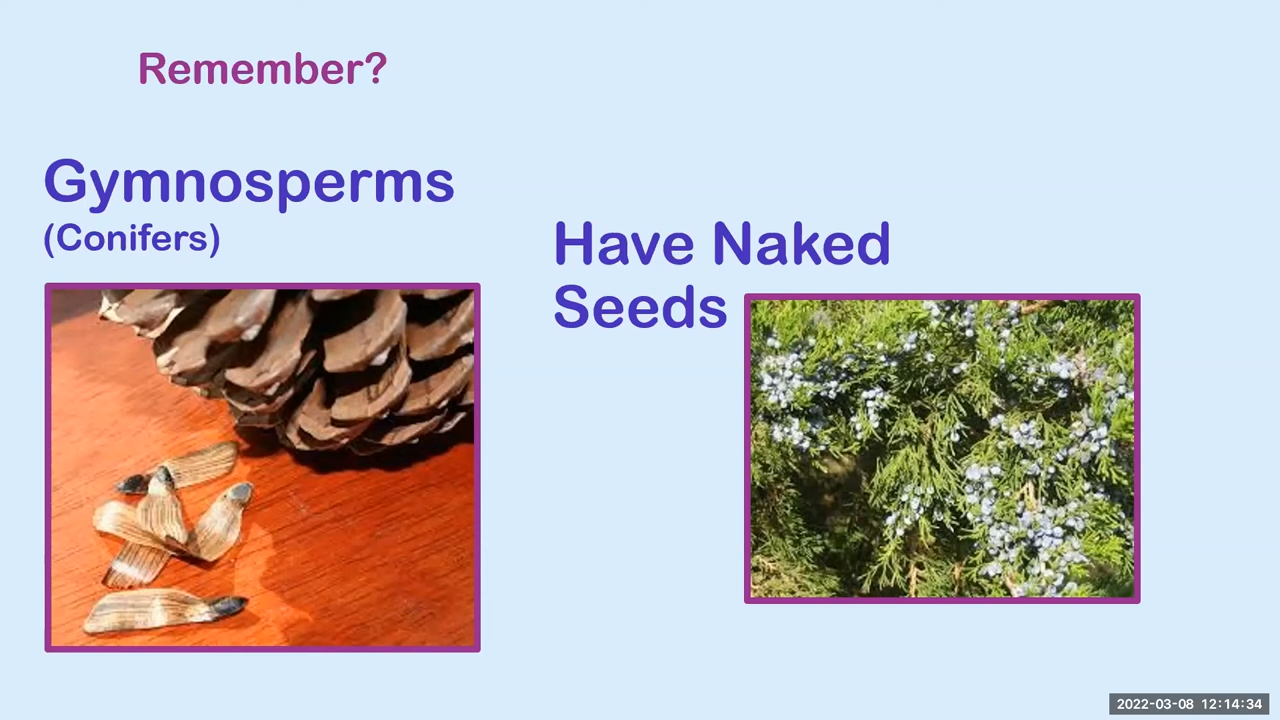 Remember?
Gymnosperms
(Conifers)
Have Naked
Seeds
2022-03-08 12:14:34